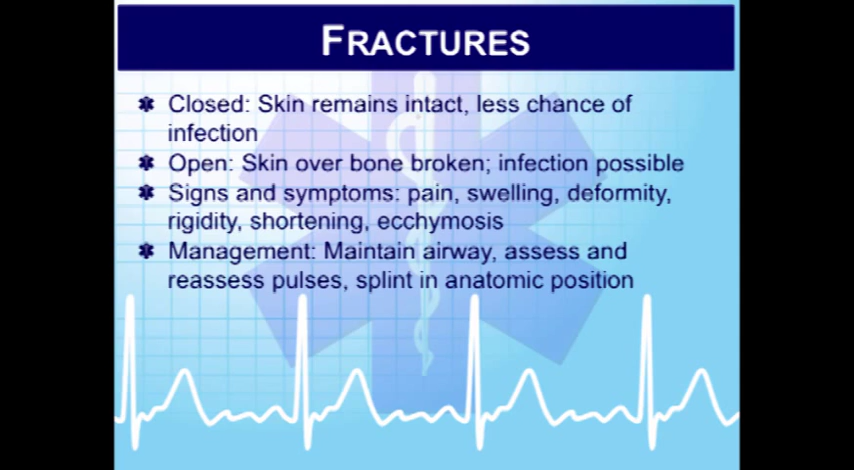 FRACTURES
✱ Closed: Skin remains intact, less chance of
infection
✱ Open: Skin over bone broken; infection possible
✱ Signs and symptoms: pain, swelling, deformity,
rigidity, shortening, ecchymosis
✱ Management: Maintain airway, assess and
reassess pulses, splint in anatomic position